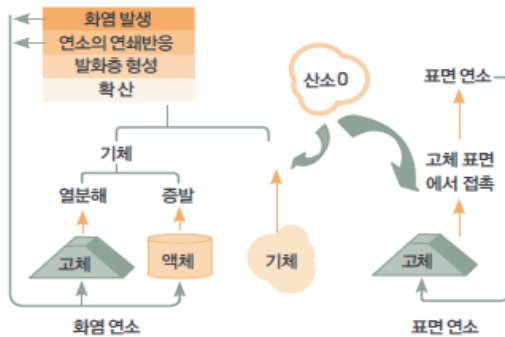 화염 발생
연소의 연쇄반응
발화층 형성
확 산
산소0
표면 연소
기체
고체 표면
에서 접촉
열분해
증발
고체
액체
기체
고체
화염 연소
표면 연소